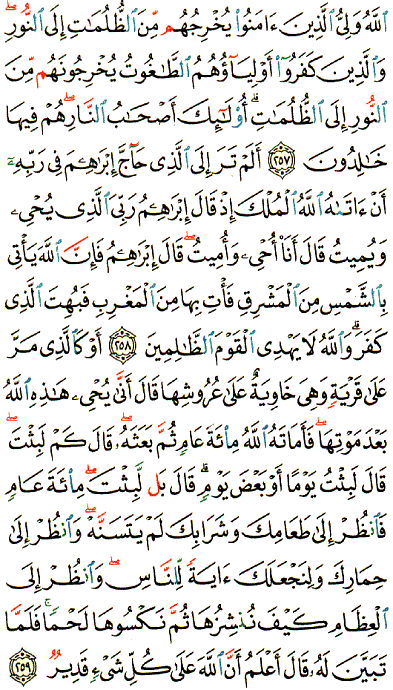 ٱللَّهُ وَلِىُّ ٱلَّذِينَ ءَامَنُوا۟ يُخْرِجُهُم مِّنَ ٱلظُّلُمَـٰتِ إِلَى ٱلنُّورِ ۖ
وَٱلَّذِينَ كَفَرُوٓا۟ أَوْلِيَآؤُهُمُ ٱلطَّـٰغُوتُ يُخْرِجُونَهُم مِّنَ
ٱلنُّورِ إِلَى ٱلظُّلُمَـٰتِ ۗ أُو۟لَـٰٓئِكَ أَصْحَـٰبُ ٱلنَّارِ ۖ هُمْ فِيهَا
خَـٰلِدُونَ ٢٥٧ أَلَمْ تَرَ إِلَى ٱلَّذِى حَآجَّ إِبْرَٰهِـۧمَ فِى رَبِّهِۦٓ
أَنْ ءَاتَىٰهُ ٱللَّهُ ٱلْمُلْكَ إِذْ قَالَ إِبْرَٰهِـۧمُ رَبِّىَ ٱلَّذِى يُحْىِۦ
وَيُمِيتُ قَالَ أَنَا۠ أُحْىِۦ وَأُمِيتُ ۖ قَالَ إِبْرَٰهِـۧمُ فَإِنَّ ٱللَّهَ يَأْتِى
بِٱلشَّمْسِ مِنَ ٱلْمَشْرِقِ فَأْتِ بِهَا مِنَ ٱلْمَغْرِبِ فَبُهِتَ ٱلَّذِى
كَفَرَ ۗ وَٱللَّهُ لَا يَهْدِى ٱلْقَوْمَ ٱلظَّـٰلِمِينَ ٢٥٨ أَوْ كَٱلَّذِى مَرَّ
عَلَىٰ قَرْيَةٍ وَهِىَ خَاوِيَةٌ عَلَىٰ عُرُوشِهَا قَالَ أَنَّىٰ يُحْىِۦ هَـٰذِهِ ٱللَّهُ
بَعْدَ مَوْتِهَا ۖ فَأَمَاتَهُ ٱللَّهُ مِا۟ئَةَ عَامٍ ثُمَّ بَعَثَهُۥ ۖ قَالَ كَمْ لَبِثْتَ ۖ
قَالَ لَبِثْتُ يَوْمًا أَوْ بَعْضَ يَوْمٍ ۖ قَالَ بَل لَّبِثْتَ مِا۟ئَةَ عَامٍ
فَٱنظُرْ إِلَىٰ طَعَامِكَ وَشَرَابِكَ لَمْ يَتَسَنَّهْ ۖ وَٱنظُرْ إِلَىٰ
حِمَارِكَ وَلِنَجْعَلَكَ ءَايَةً لِّلنَّاسِ ۖ وَٱنظُرْ إِلَى
ٱلْعِظَامِ كَيْفَ نُنشِزُهَا ثُمَّ نَكْسُوهَا لَحْمًا ۚ فَلَمَّا
تَبَيَّنَ لَهُۥ قَالَ أَعْلَمُ أَنَّ ٱللَّهَ عَلَىٰ كُلِّ شَىْءٍ قَدِيرٌ ٢٥٩